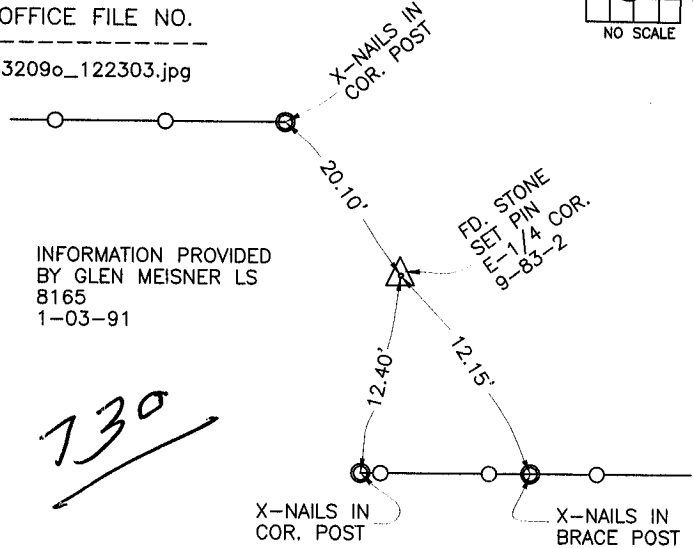 OFFICE FILE NO.
3209o_122303.jpg
NO SCALE
X-NAILS IN
COR. POST
20.10'
FD. STONE
SET PIN
E-1/4 COR.
9-83-2
INFORMATION PROVIDED
BY GLEN MEISNER LS
8165
1-03-91
12.40'
12.15'
730
X-NAILS IN
COR. POST
X-NAILS IN
BRACE POST